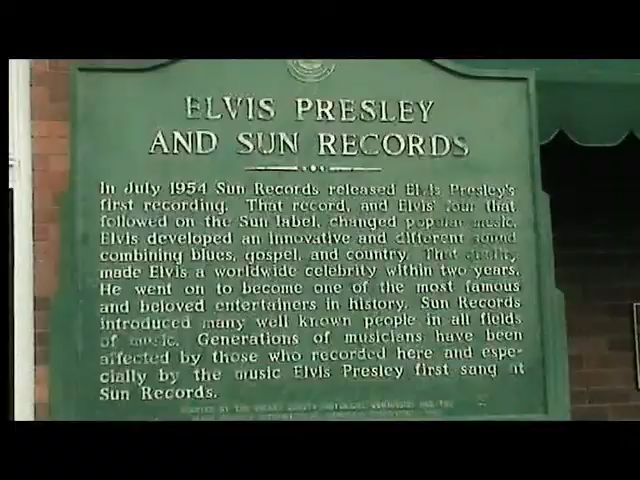 ELVIS PRESLEY
AND SUN RECORDS
In July 1954 Sun Records released Elvis Presley's
first recording. That record, and Elvis' four that
followed on the Sun label, changed popular music.
Elvis developed an innovative and different sound
combining blues, gospel, and country. That quality
made Elvis a worldwide celebrity within two years.
He went on to become one of the most famous
and beloved entertainers in history. Sun Records
introduced many well known people in all fields
of music. Generations of musicians have been
affected by those who recorded here and espe-
cially by the music Elvis Presley first sang at
Sun Records.